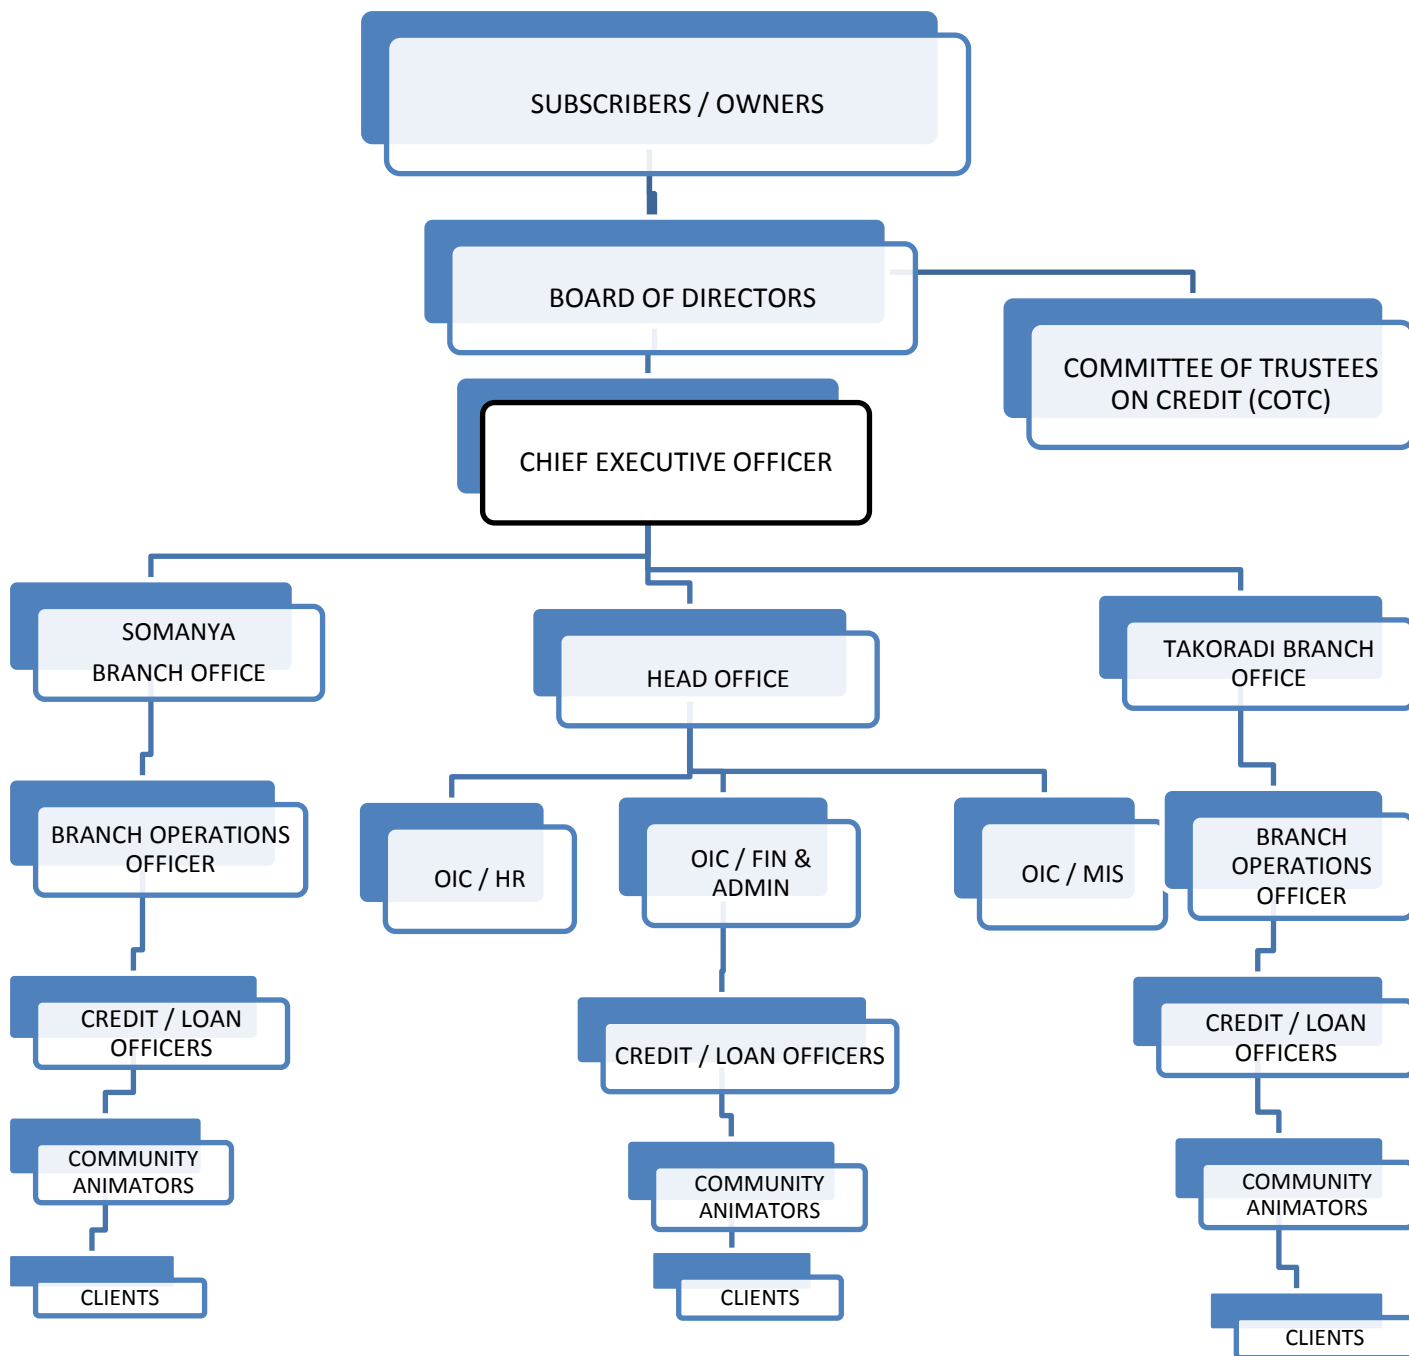 SUBSCRIBERS / OWNERS
BOARD OF DIRECTORS
COMMITTEE OF TRUSTEES
ON CREDIT (COTC)
CHIEF EXECUTIVE OFFICER
SOMANYA
BRANCH OFFICE
HEAD OFFICE
TAKORADI BRANCH
OFFICE
BRANCH OPERATIONS
OFFICER
OIC / HR
OIC / FIN &
ADMIN
OIC / MIS
BRANCH
OPERATIONS
OFFICER
CREDIT / LOAN
OFFICERS
CREDIT / LOAN OFFICERS
CREDIT / LOAN
OFFICERS
COMMUNITY
ANIMATORS
COMMUNITY
ANIMATORS
COMMUNITY
ANIMATORS
CLIENTS
CLIENTS
CLIENTS